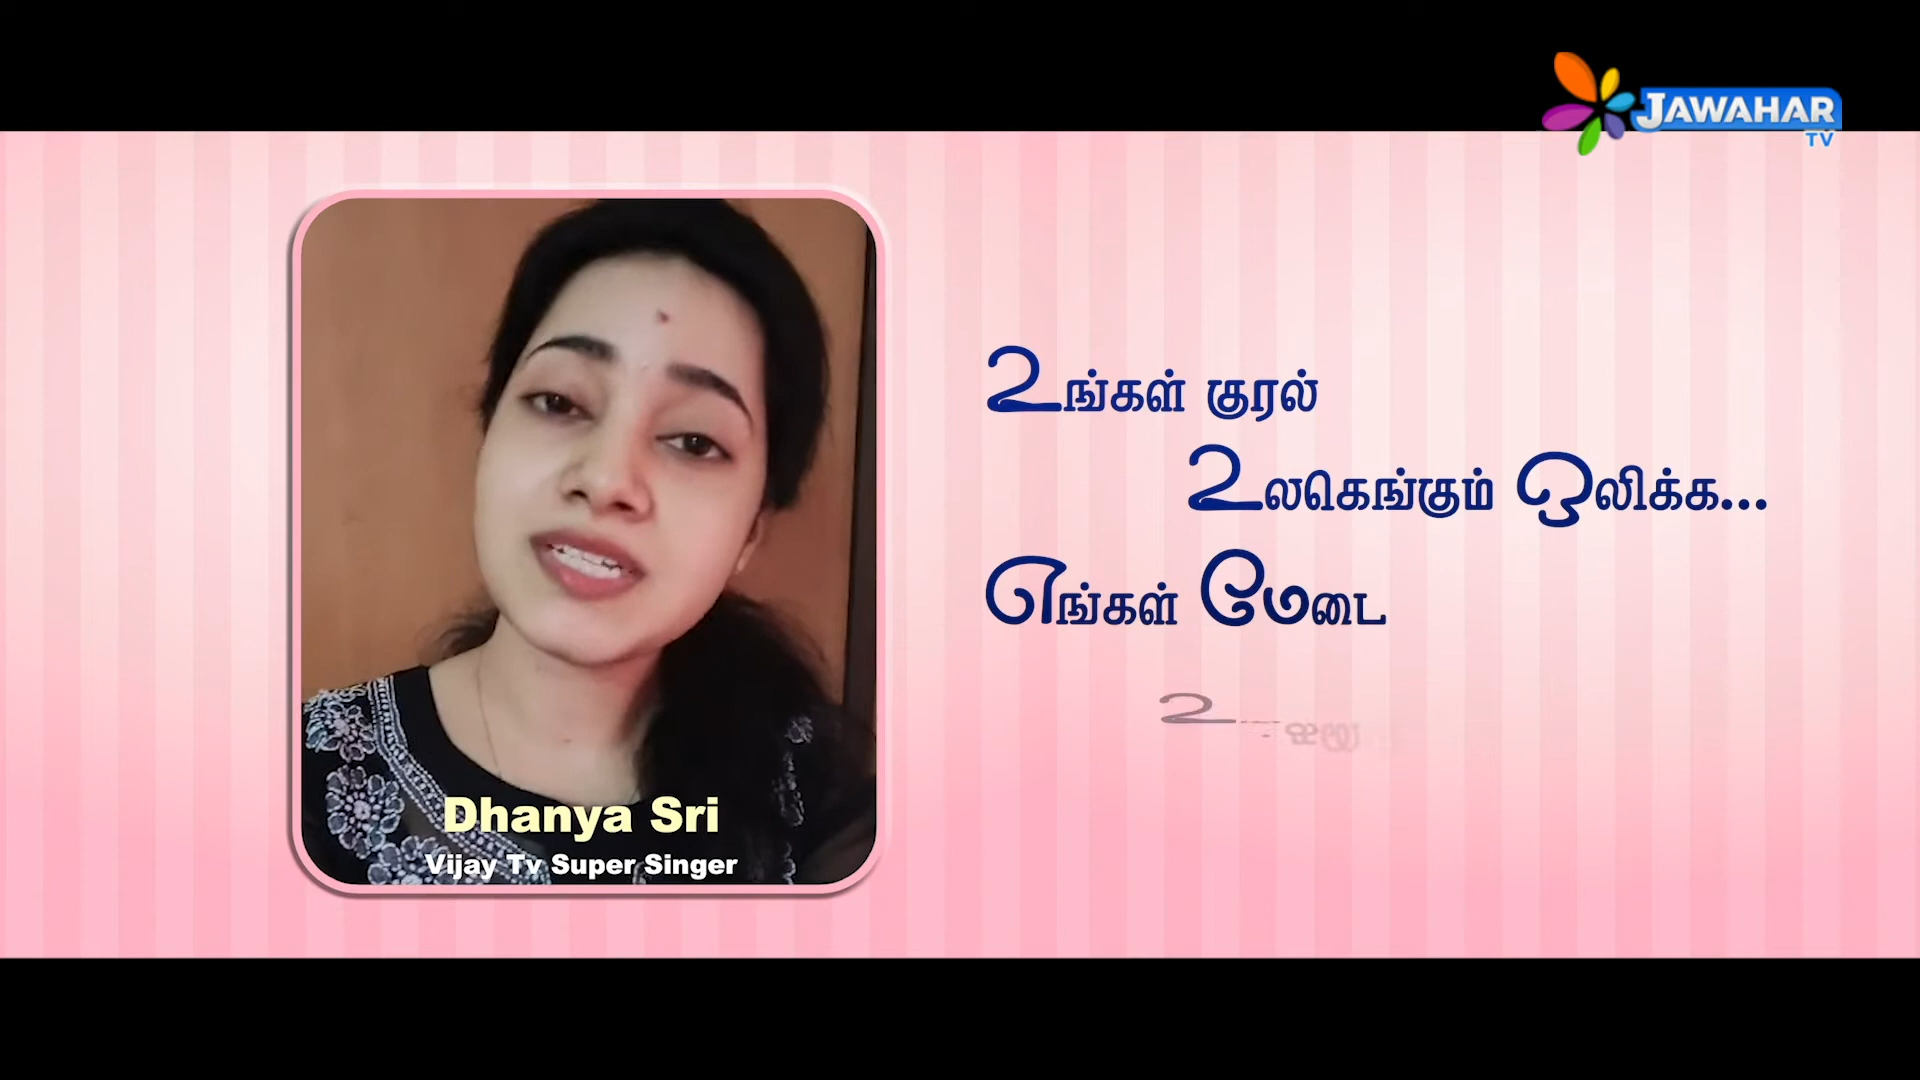 JAWAHAR
TV
உங்கள் குரல்
உலகெங்கும் ஒலிக்க...
எங்கள் மேடை
Dhanya Sri
Vijay Tv Super Singer